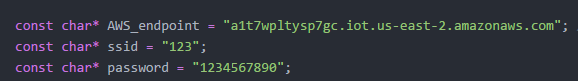 const char* AWS_endpoint = "a1t7wpltysp7gc.iot.us-east-2.amazonaws.com";
const char* ssid = "123";
const char* password = "1234567890";